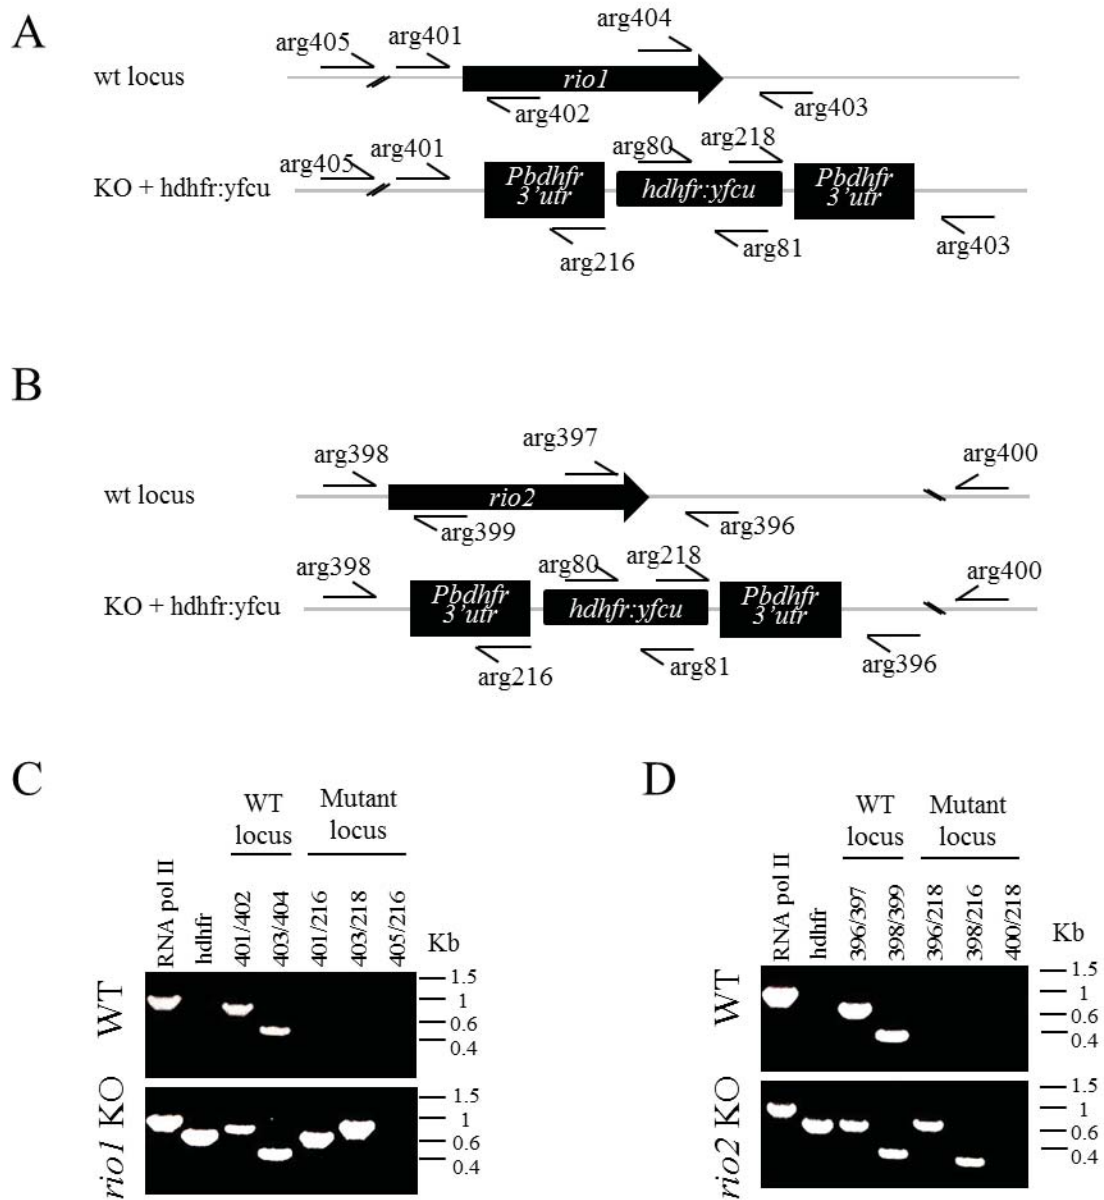 A
arg405
arg401
arg404
wt locus
rio1
arg402
arg403
arg405
arg401
arg80
arg218
KO + hdhfr:yfcu
Pbdhfr
3'utr
hdhfr:yfcu
Pbdhfr
3'utr
arg216
arg81
arg403
B
arg398
arg397
arg400
wt locus
rio2
arg399
arg396
arg398
arg80
arg218
arg400
KO + hdhfr:yfcu
Pbdhfr
3'utr
hdhfr:yfcu
Pbdhfr
3'utr
arg216
arg81
arg396
C
WT
locus
Mutant
locus
RNA pol II
hdhfr
401/402
403/404
401/216
403/218
405/216
Kb
WT
1.5
1
0.6
0.4
rio1 KO
1.5
1
0.6
0.4
D
WT
locus
Mutant
locus
RNA pol II
hdhfr
396/397
398/399
396/218
398/216
400/218
Kb
WT
1.5
1
0.6
0.4
rio2 KO
1.5
1
0.6
0.4